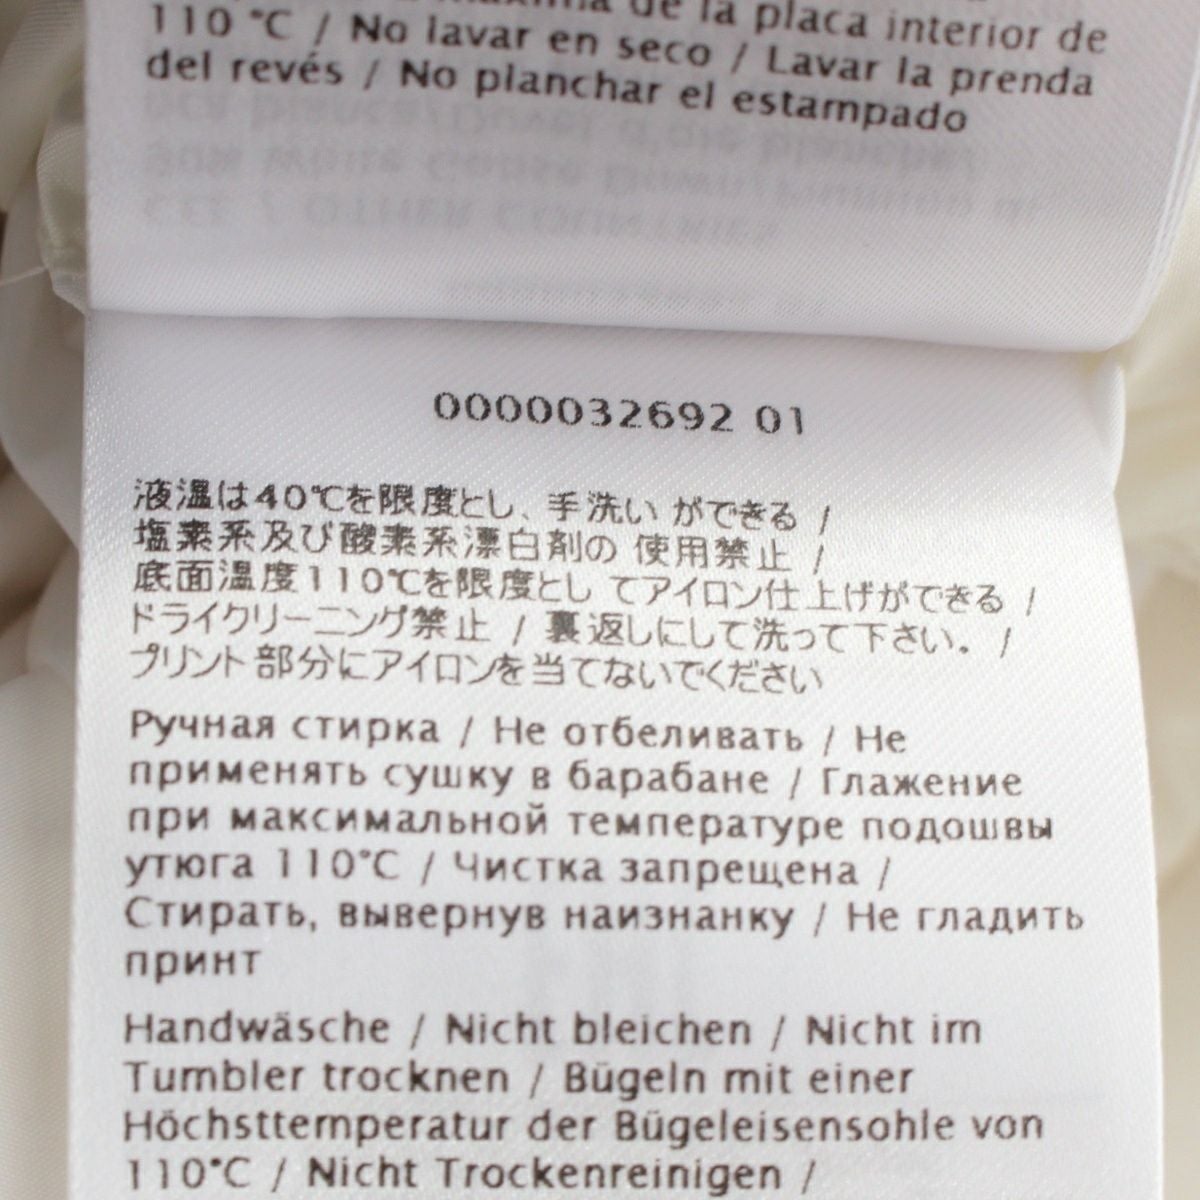 máxima de la placa interior de
110 °C / No lavar en seco / Lavar la prenda
del revés / No planchar el estampado
0000032692 01
液温は40℃を限度とし、手洗い ができる /
塩素系及び酸素系漂白剤の 使用禁止 /
底面温度110℃を限度とし てアイロン仕上げができる /
ドライクリーニング禁止 / 裏返しにして洗って下さい。 /
プリント部分にアイロンを当てないでください
Ручная стирка / Не отбеливать / Не
применять сушку в барабане / Глажение
при максимальной температуре подошвы
утюга 110°C / Чистка запрещена /
Стирать, вывернув наизнанку / Не гладить
принт
Handwäsche / Nicht bleichen / Nicht im
Tumbler trocknen / Bügeln mit einer
Höchsttemperatur der Bügeleisensohle von
110°C / Nicht Trockenreinigen /